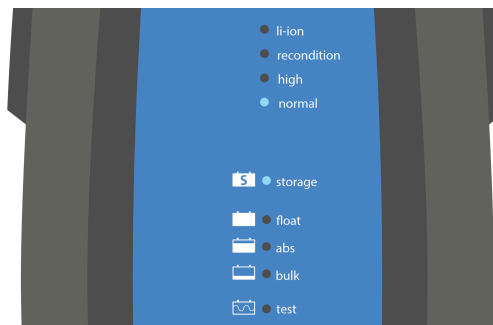 li-ion
recondition
high
normal
S storage
float
abs
bulk
test